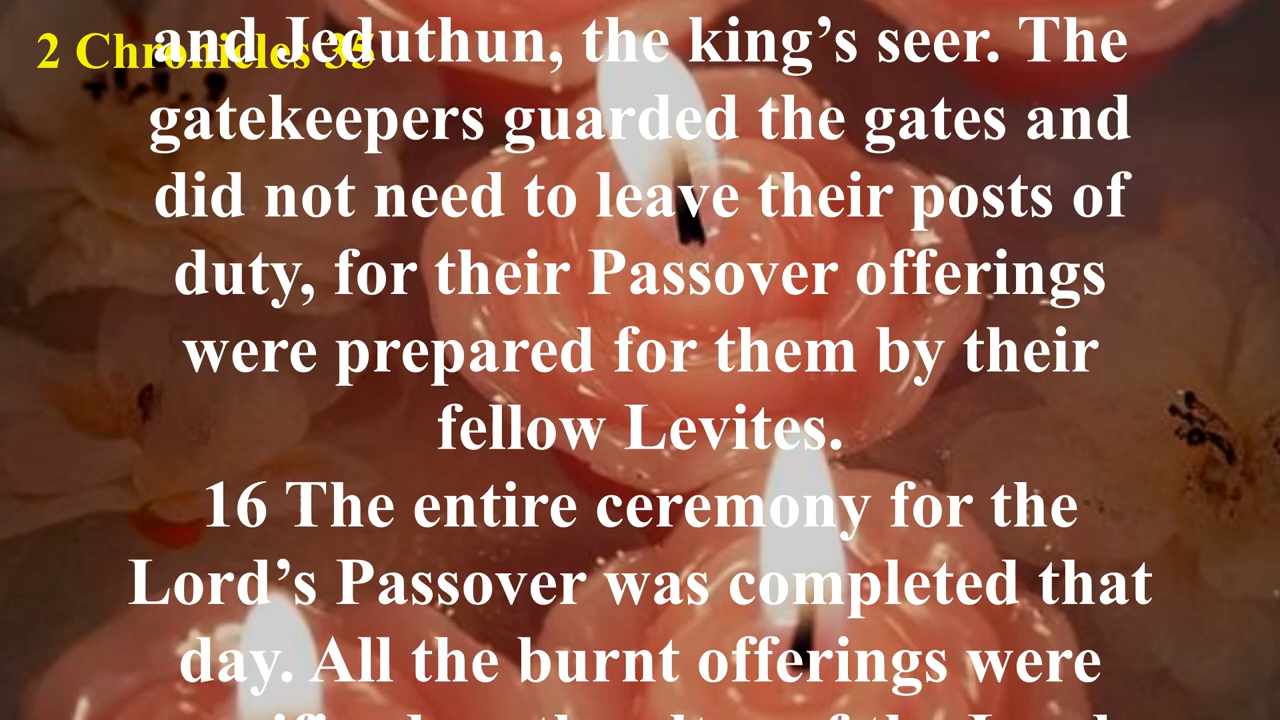 2 Chronicles 35
and Jeduthun, the king’s seer. The
gatekeepers guarded the gates and
did not need to leave their posts of
duty, for their Passover offerings
were prepared for them by their
fellow Levites.
16 The entire ceremony for the
Lord’s Passover was completed that
day. All the burnt offerings were